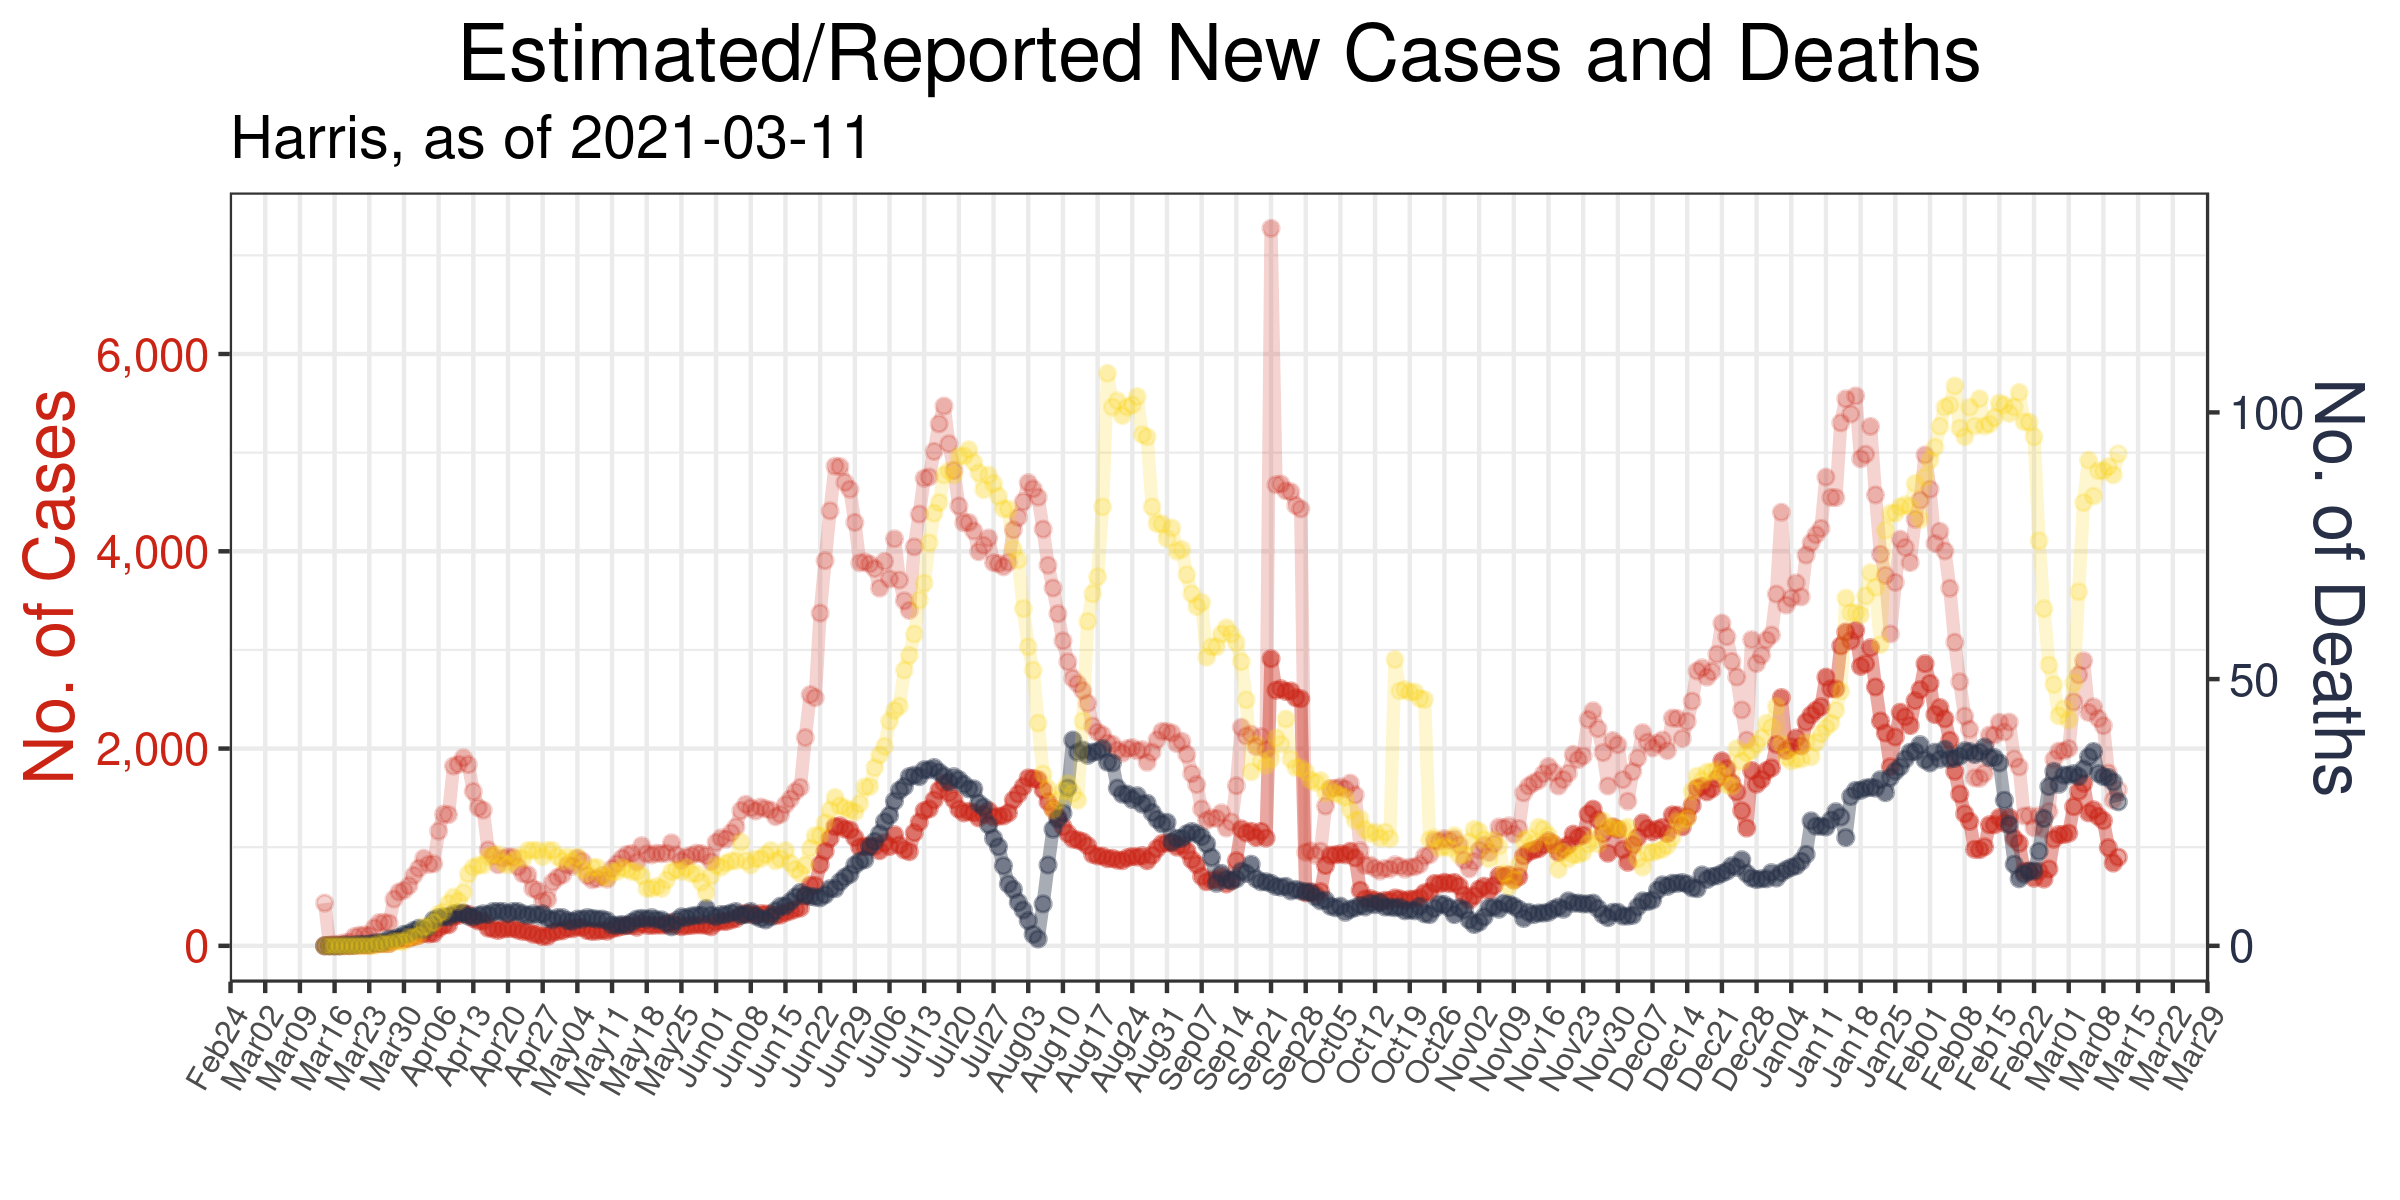 Estimated/Reported New Cases and Deaths
Harris, as of 2021-03-11
No. of Cases
6,000
4,000
2,000
0
No. of Deaths
100
50
0
Feb24
Mar02
Mar09
Mar16
Mar23
Mar30
Apr06
Apr13
Apr20
Apr27
May04
May11
May18
May25
Jun01
Jun08
Jun15
Jun22
Jun29
Jul06
Jul13
Jul20
Jul27
Aug03
Aug10
Aug17
Aug24
Aug31
Sep07
Sep14
Sep21
Sep28
Oct05
Oct12
Oct19
Oct26
Nov02
Nov09
Nov16
Nov23
Nov30
Dec07
Dec14
Dec21
Dec28
Jan04
Jan11
Jan18
Jan25
Feb01
Feb08
Feb15
Feb22
Mar01
Mar08
Mar15
Mar22
Mar29